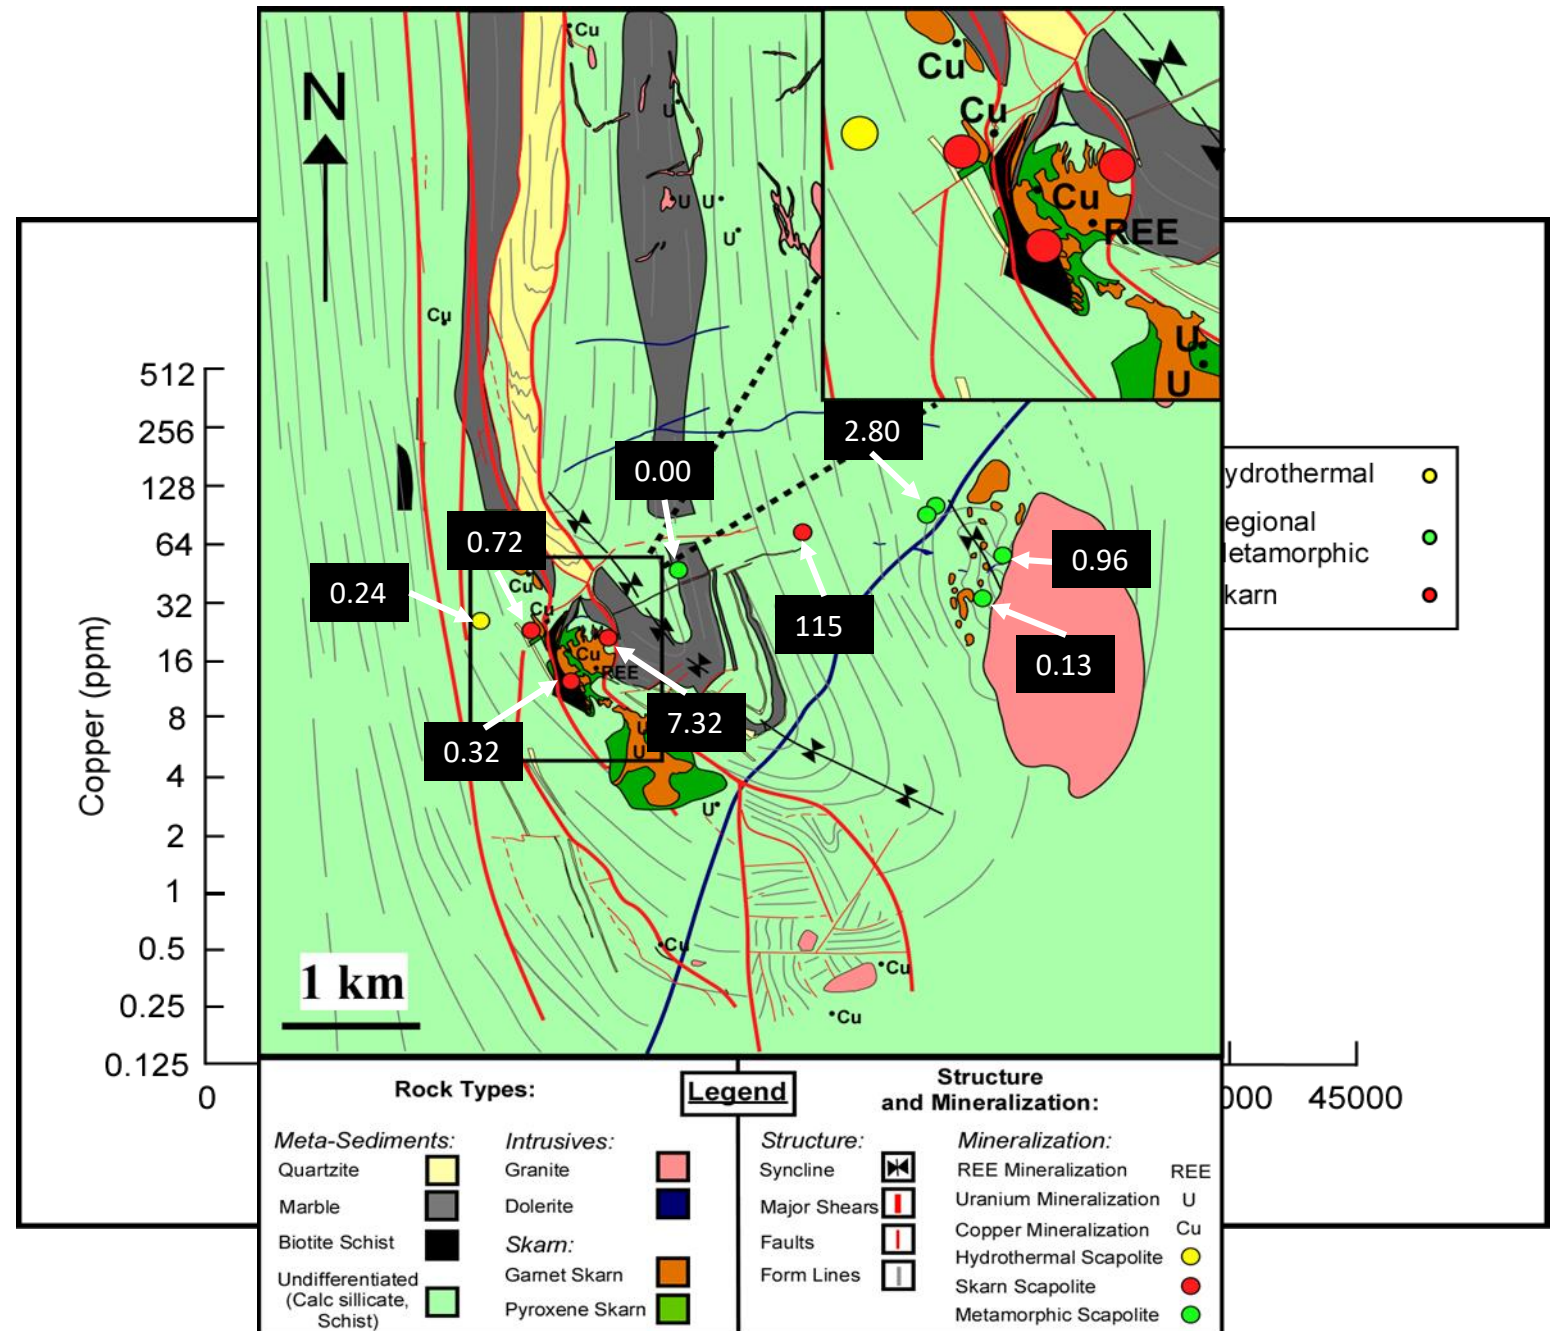 N
Cu
U
U
U
U
Cu
Cu
Cu
Cu
REE
U
U
512
256
128
64
32
16
8
4
2
1
0.5
0.25
0.125
Copper (ppm)
0
000
45000
ydrothermal
egional
etamorphic
karn
2.80
0.00
0.72
0.24
0.96
115
0.13
7.32
0.32
Cu
Cu
Cu
Cu
REE
U
U
U
Cu
Cu
Cu
1 km
Rock Types:
Legend
Structure
and Mineralization:
Meta-Sediments:
Quartzite
Marble
Biotite Schist
Undifferentiated
(Calc sillicate,
Schist)
Intrusives:
Granite
Dolerite
Skarn:
Garnet Skarn
Pyroxene Skarn
Structure:
Syncline
Major Shears
Faults
Form Lines
Mineralization:
REE Mineralization REE
Uranium Mineralization U
Copper Mineralization Cu
Hydrothermal Scapolite
Skarn Scapolite
Metamorphic Scapolite